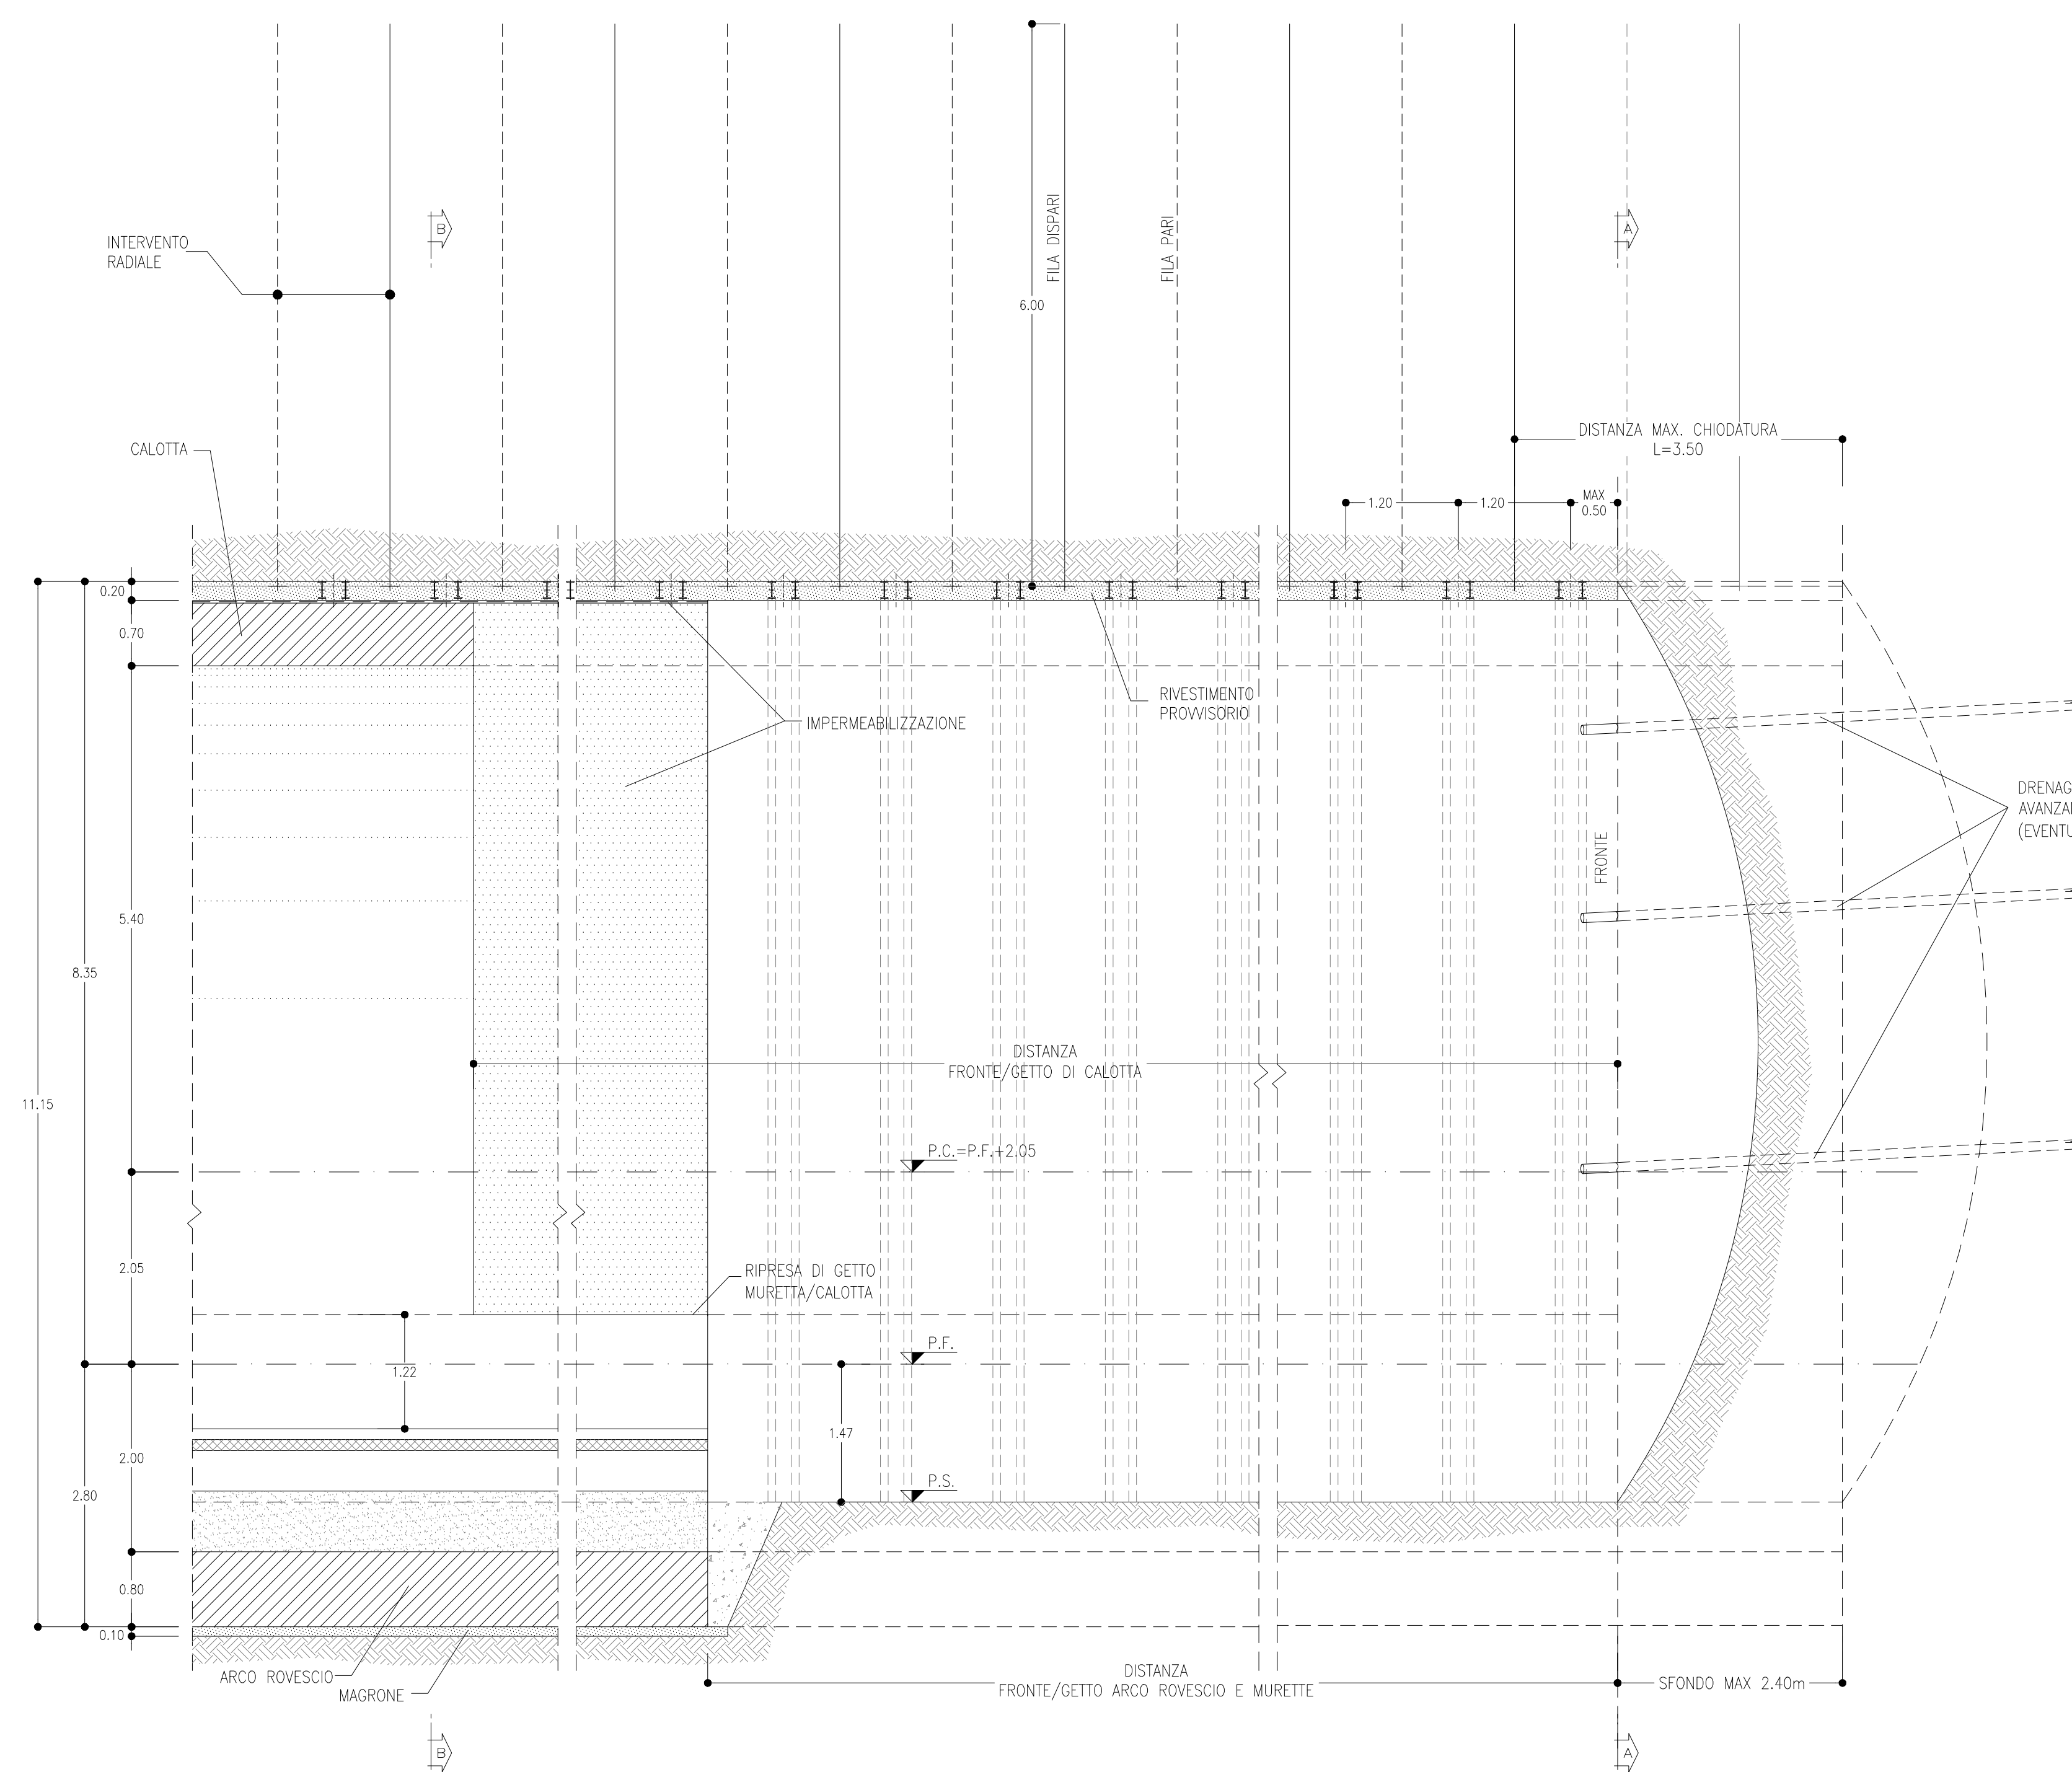 FILA DISPARI
FILA PARI
B
A
INTERVENTO
RADIALE
6.00
DISTANZA MAX. CHIODATURA
L=3.50
CALOTTA
1.20
1.20
MAX
0.50
0.20
0.70
RIVESTIMENTO
PROVVISORIO
IMPERMEABILIZZAZIONE
DRENAG
AVANZA
(EVENTU
FRONTE
5.40
8.35
DISTANZA
FRONTE/GETTO DI CALOTTA
11.15
P.C.=P.F.+2.05
2.05
RIPRESA DI GETTO
MURETTA/CALOTTA
P.F.
1.22
1.47
2.00
P.S.
2.80
0.80
0.10
ARCO ROVESCIO
MAGRONE
DISTANZA
FRONTE/GETTO ARCO ROVESCIO E MURETTE
SFONDO MAX 2.40m
B
A